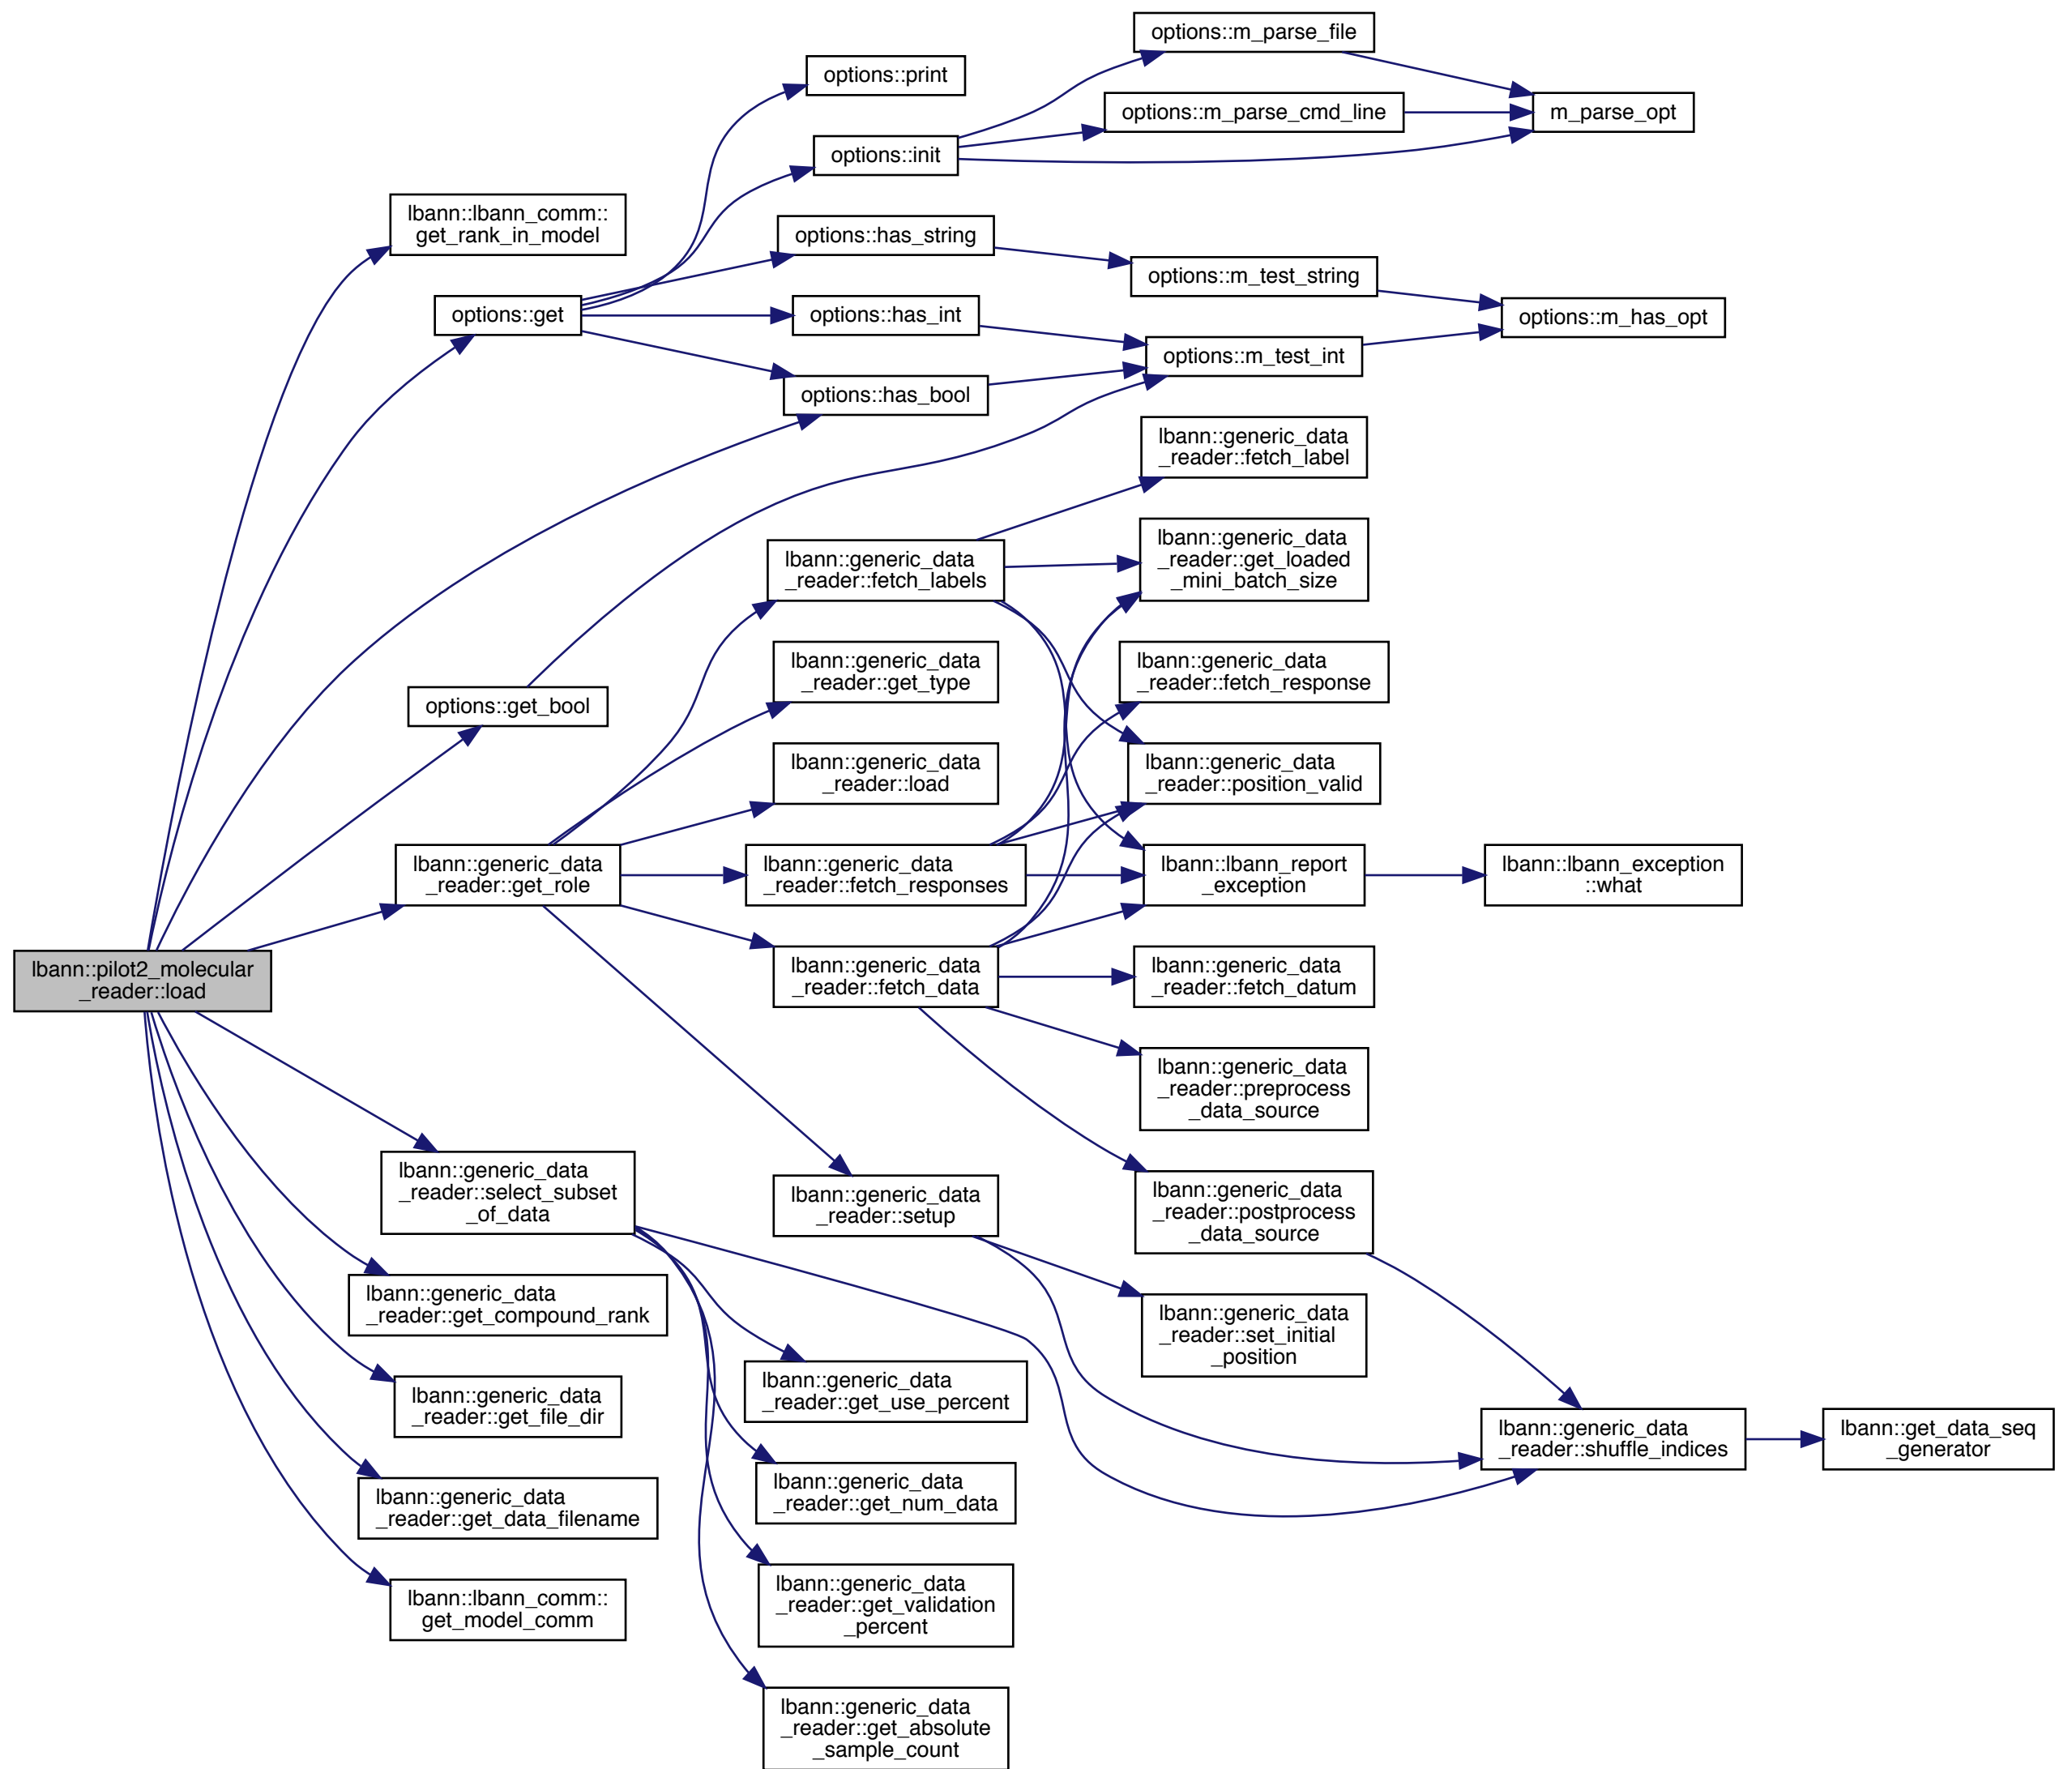 lbann::pilot2_molecular
_reader::load
lbann::lbann_comm::
get_rank_in_model
options::get
options::get_bool
lbann::generic_data
_reader::get_role
lbann::generic_data
_reader::select_subset
_of_data
lbann::generic_data
_reader::get_compound_rank
lbann::generic_data
_reader::get_file_dir
lbann::generic_data
_reader::get_data_filename
lbann::lbann_comm::
get_model_comm
options::print
options::init
options::has_string
options::has_int
options::has_bool
lbann::generic_data
_reader::fetch_labels
lbann::generic_data
_reader::get_type
lbann::generic_data
_reader::load
lbann::generic_data
_reader::fetch_responses
lbann::generic_data
_reader::fetch_data
lbann::generic_data
_reader::setup
lbann::generic_data
_reader::get_use_percent
lbann::generic_data
_reader::get_num_data
lbann::generic_data
_reader::get_validation
_percent
lbann::generic_data
_reader::get_absolute
_sample_count
options::m_parse_file
options::m_parse_cmd_line
options::m_test_string
options::m_test_int
lbann::generic_data
_reader::fetch_label
lbann::generic_data
_reader::get_loaded
_mini_batch_size
lbann::generic_data
_reader::fetch_response
lbann::generic_data
_reader::position_valid
lbann::lbann_report
_exception
lbann::generic_data
_reader::fetch_datum
lbann::generic_data
_reader::preprocess
_data_source
lbann::generic_data
_reader::postprocess
_data_source
lbann::generic_data
_reader::set_initial
_position
m_parse_opt
options::m_has_opt
lbann::lbann_exception
::what
lbann::generic_data
_reader::shuffle_indices
lbann::get_data_seq
_generator